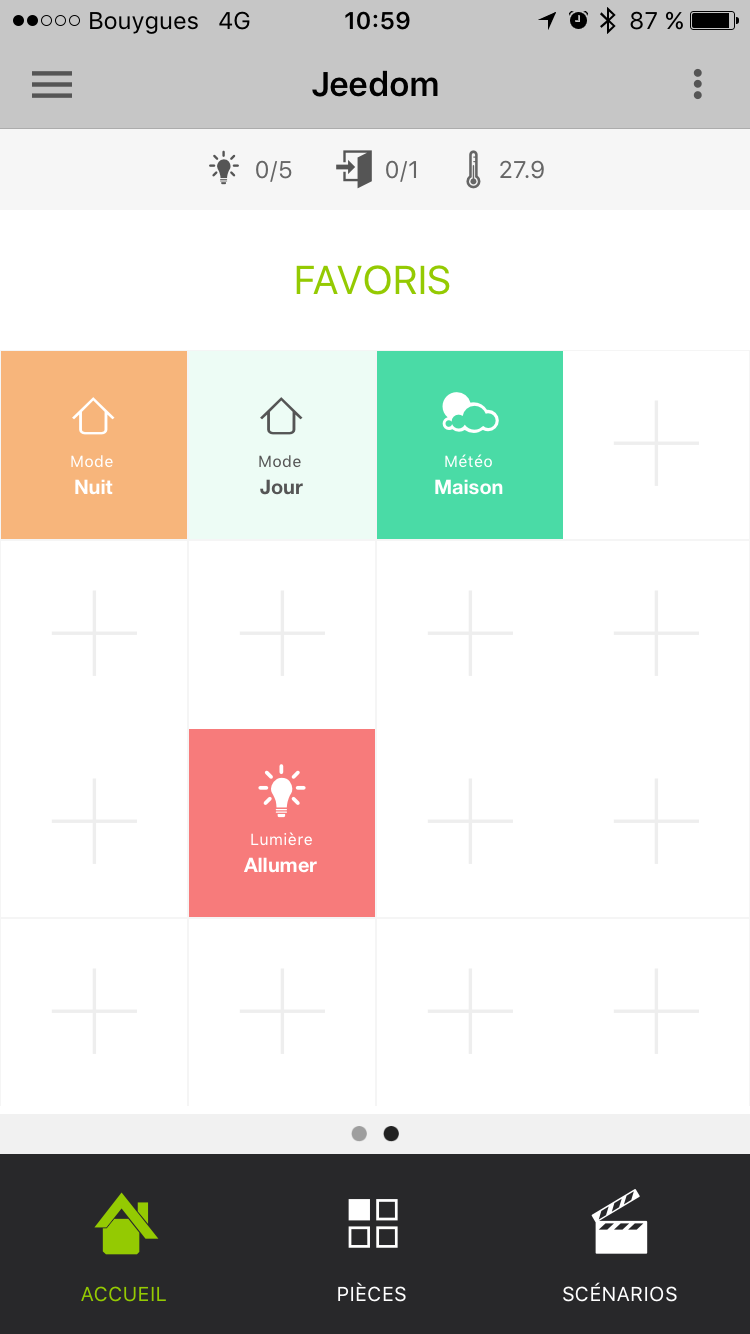 Bouygues 4G 10:59 87 %
Jeedom
0/5 0/1 27.9
FAVORIS
Mode
Nuit
Mode
Jour
Météo
Maison
Lumière
Allumer
ACCUEIL PIÈCES SCÉNARIOS